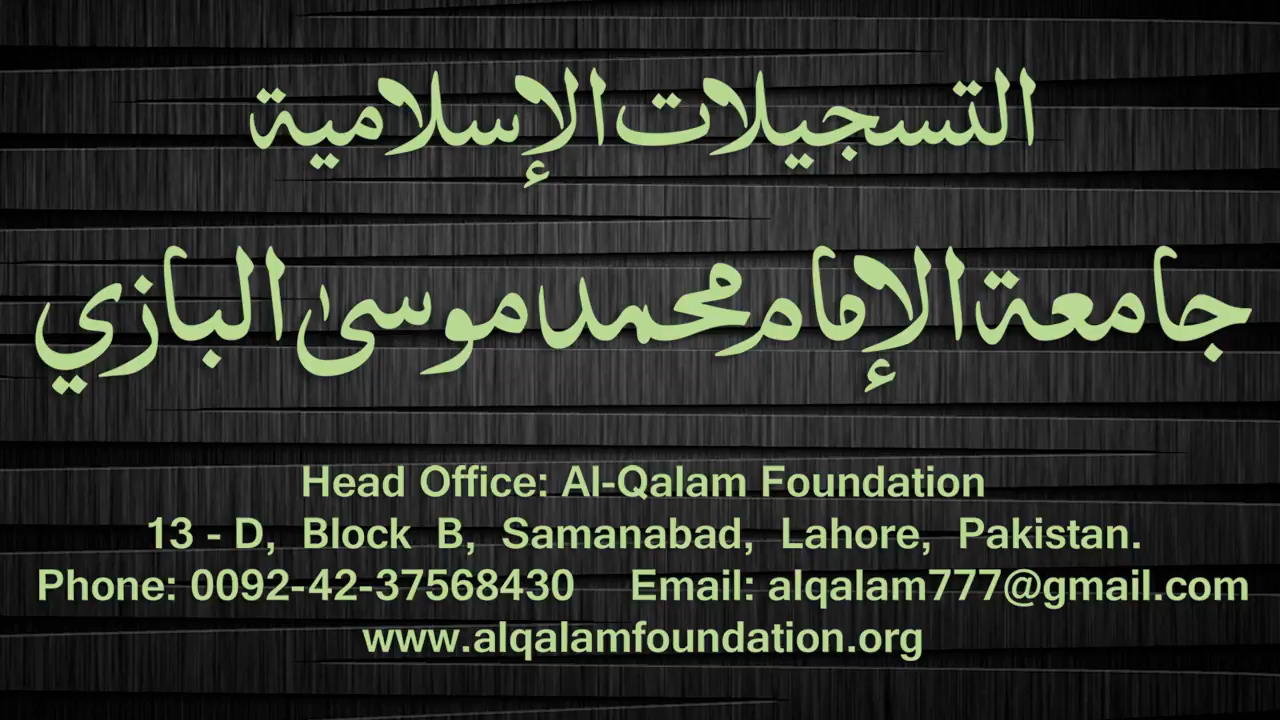 التسجيلات الإسلامية
جامعة الإمام محمد موسىٰ البازي
Head Office: Al-Qalam Foundation
13 - D, Block B, Samanabad, Lahore, Pakistan.
Phone: 0092-42-37568430 Email: alqalam777@gmail.com
www.alqalamfoundation.org